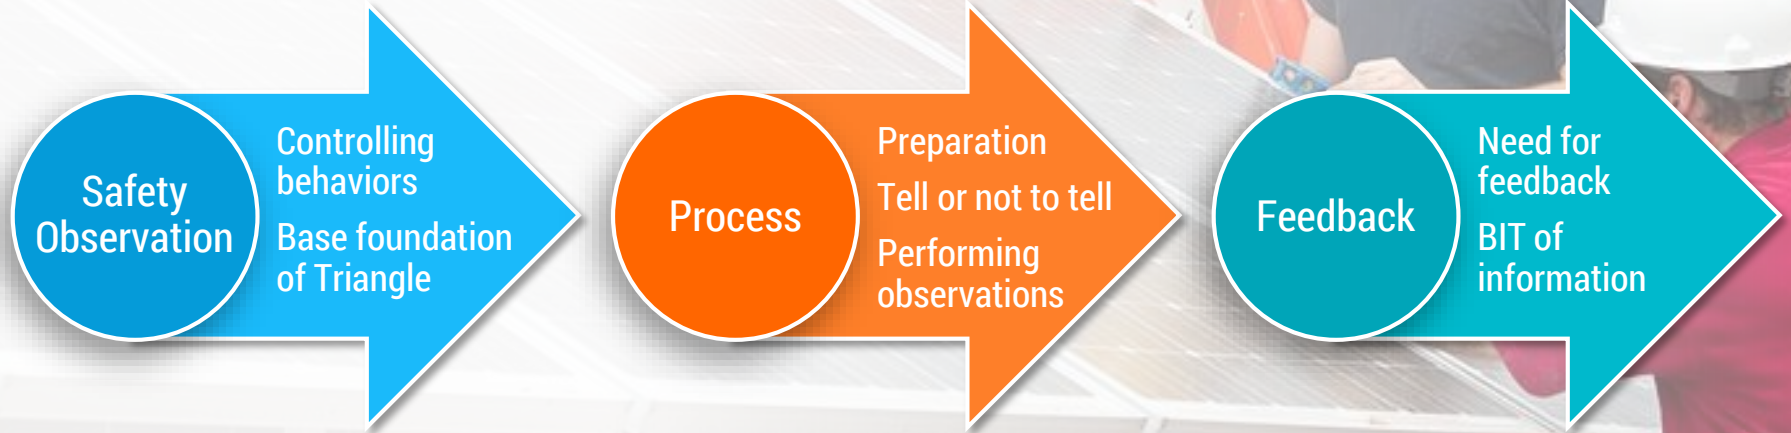 Safety
Observation
Controlling
behaviors
Base foundation
of Triangle
Process
Preparation
Tell or not to tell
Performing
observations
Feedback
Need for
feedback
BIT of
information